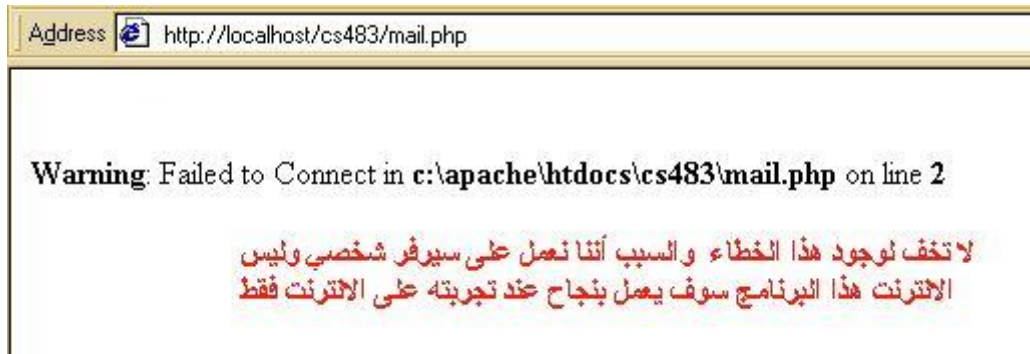 Address http://localhost/cs483/mail.php
Warning: Failed to Connect in c:\apache\htdocs\cs483\mail.php on line 2
لا تخف لوجود هذا الخطاء والسبب أننا نعمل على سيرفر شخصي وليس
الانترنت هذا البرنامج سوف يعمل بنجاح عند تجربته على الانترنت فقط